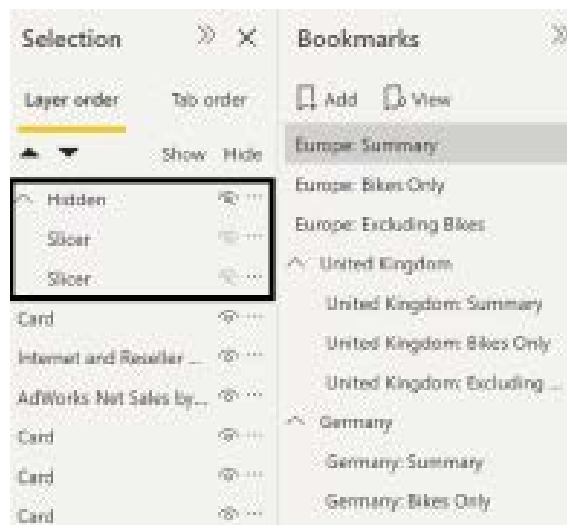 Selection
Layer order Tab order
Show Hide
Hidden
Slicer
Slicer
Card
Internet and Reseller ...
AdWorks Net Sales by...
Card
Card
Card
Bookmarks
Add View
Europe: Summary
Europe: Bikes Only
Europe: Excluding Bikes
United Kingdom
United Kingdom: Summary
United Kingdom: Bikes Only
United Kingdom: Excluding ...
Germany
Germany: Summary
Germany: Bikes Only